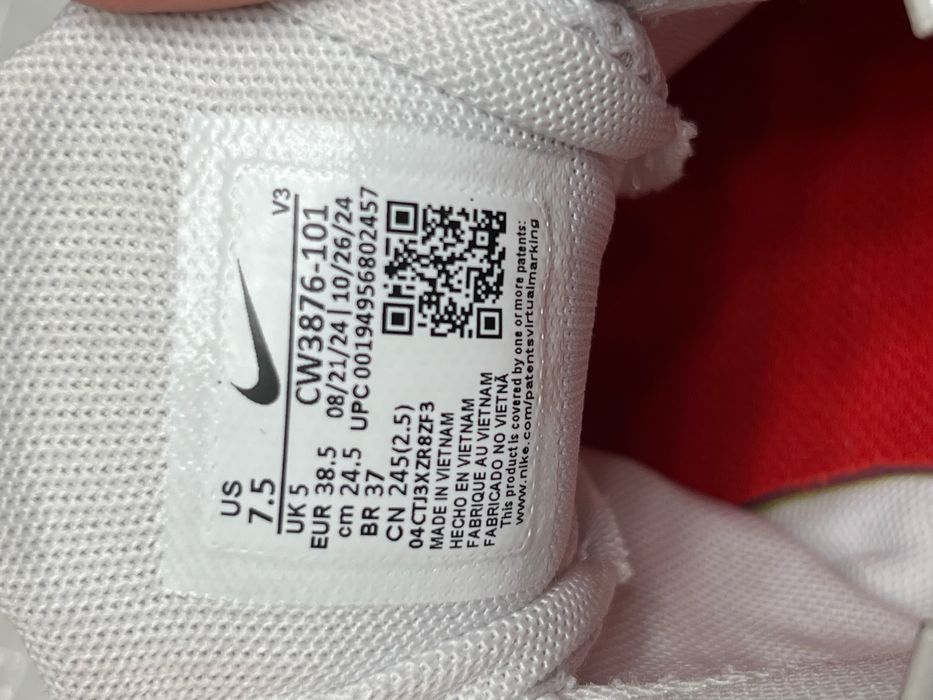 US
7.5
V3
UK 5
CW3876-101
EUR 38.5
08/21/24|10/26/24
cm 24.5
UPC 00194956802457
BR 37
CN 245(2.5)
04CTJ3XZR8ZF3
MADE IN VIETNAM
HECHO EN VIETNAM
FABRIQUE AU VIETNAM
FABRICADO NO VIETNÃ
This product is covered by one or more patents:
www.nike.com/patentsvirtualmarking